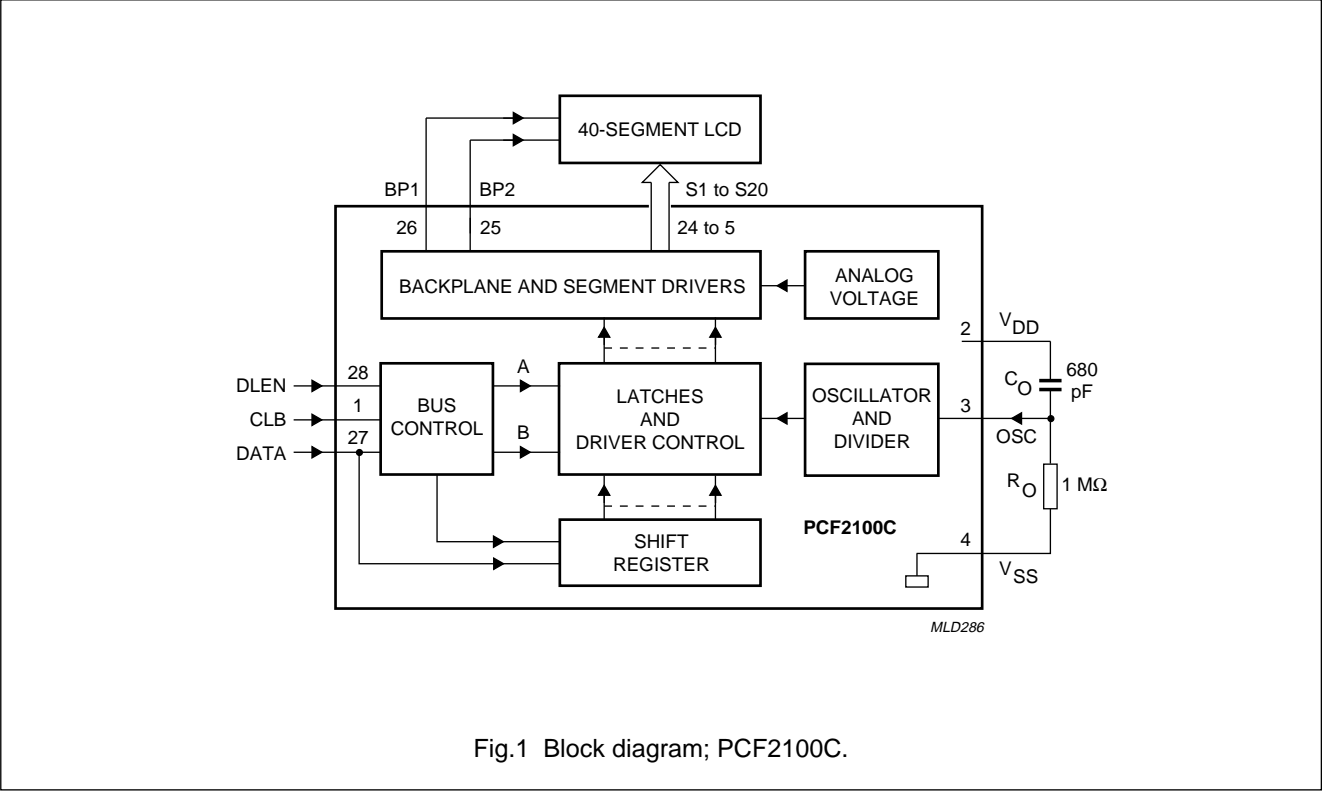 40-SEGMENT LCD
BP1
BP2
S1 to S20
26
25
24 to 5
BACKPLANE AND SEGMENT DRIVERS
ANALOG
VOLTAGE
2
VDD
DLEN
28
CLB
1
DATA
27
BUS
CONTROL
A
B
LATCHES
AND
DRIVER CONTROL
OSCILLATOR
AND
DIVIDER
3
OSC
CO
680
pF
RO
1 MΩ
PCF2100C
4
VSS
SHIFT
REGISTER
MLD286
Fig.1 Block diagram; PCF2100C.